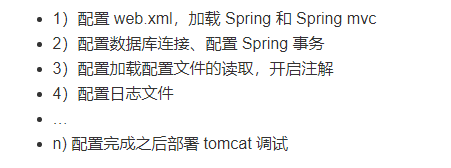 1）配置 web.xml，加载 Spring 和 Spring mvc
2）配置数据库连接、配置 Spring 事务
3）配置加载配置文件的读取，开启注解
4）配置日志文件
…
n) 配置完成之后部署 tomcat 调试